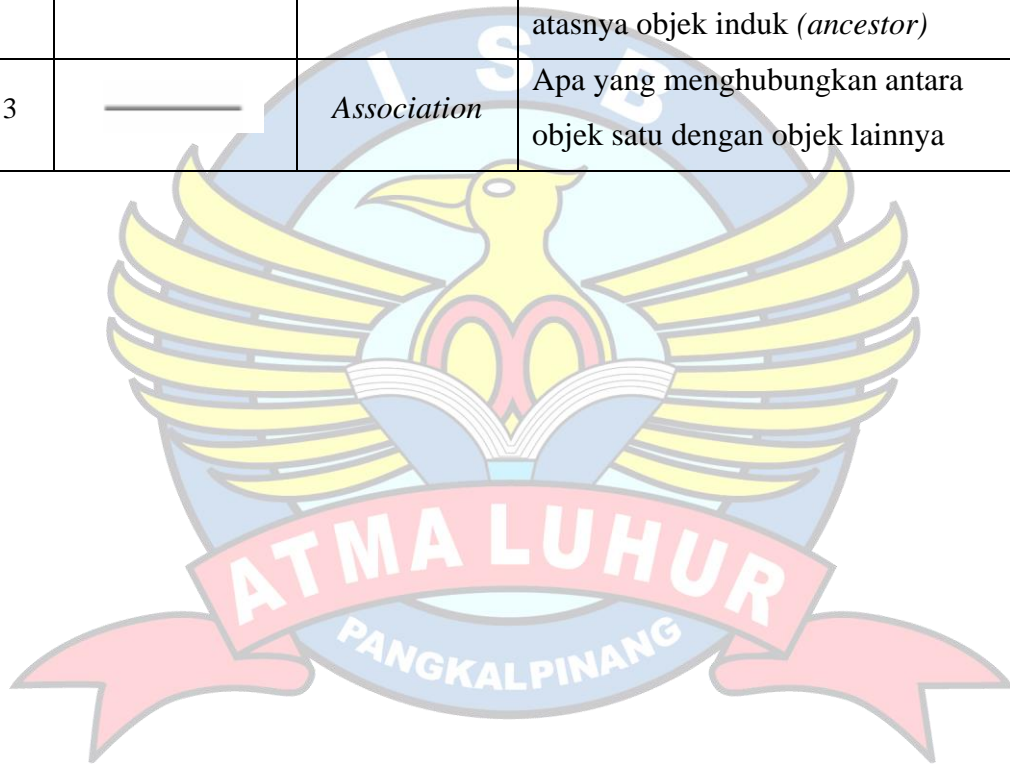 atasnya objek induk (ancestor)
3 Association Apa yang menghubungkan antara
objek satu dengan objek lainnya
I S B
ATMA LUHUR
PANGKALPINANG